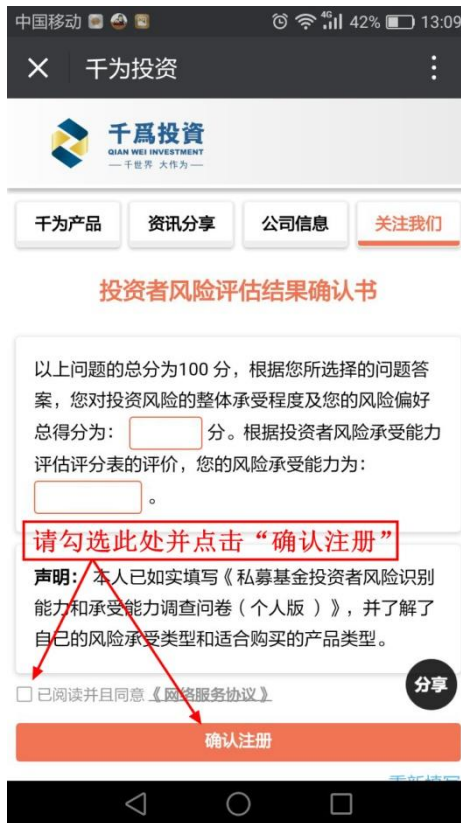 中国移动 4G 42% 13:09
千为投资
千爲投資
QIAN WEI INVESTMENT
千世界 大作为
千为产品 资讯分享 公司信息 关注我们
投资者风险评估结果确认书
以上问题的总分为100 分，根据您所选择的问题答
案，您对投资风险的整体承受程度及您的风险偏好
总得分为： 分。根据投资者风险承受能力
评估评分表的评价，您的风险承受能力为：
。
请勾选此处并点击“确认注册”
声明：本人已如实填写《私募基金投资者风险识别
能力和承受能力调查问卷（个人版 ）》，并了解了
自己的风险承受类型和适合购买的产品类型。
分享
已阅读并且同意《网络服务协议》
确认注册
重新填写